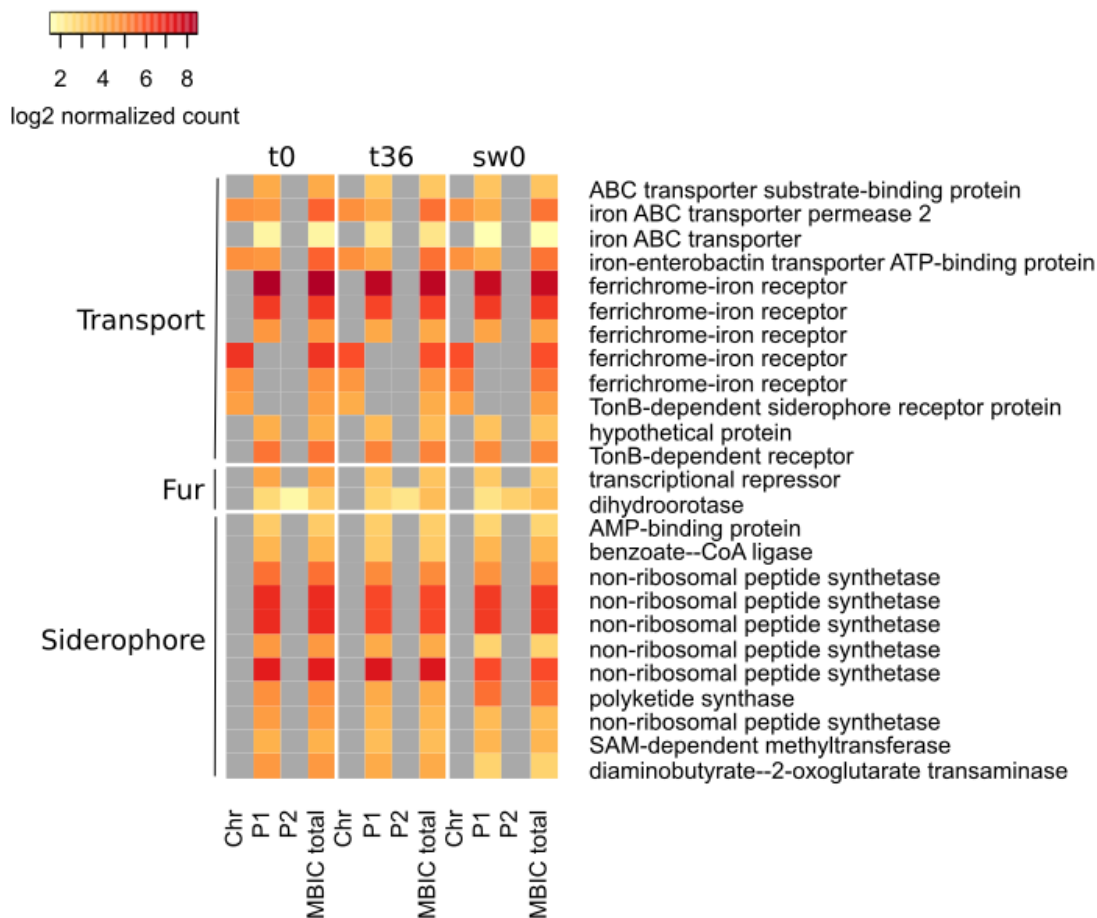 2 4 6 8
log2 normalized count
t0 t36 sw0
Transport
Fur
Siderophore
ABC transporter substrate-binding protein
iron ABC transporter permease 2
iron ABC transporter
iron-enterobactin transporter ATP-binding protein
ferrichrome-iron receptor
ferrichrome-iron receptor
ferrichrome-iron receptor
ferrichrome-iron receptor
ferrichrome-iron receptor
TonB-dependent siderophore receptor protein
hypothetical protein
TonB-dependent receptor
transcriptional repressor
dihydroorotase
AMP-binding protein
benzoate--CoA ligase
non-ribosomal peptide synthetase
non-ribosomal peptide synthetase
non-ribosomal peptide synthetase
non-ribosomal peptide synthetase
non-ribosomal peptide synthetase
polyketide synthase
non-ribosomal peptide synthetase
SAM-dependent methyltransferase
diaminobutyrate--2-oxoglutarate transaminase
Chr
P1
P2
MBIC total
Chr
P1
P2
MBIC total
Chr
P1
P2
MBIC total